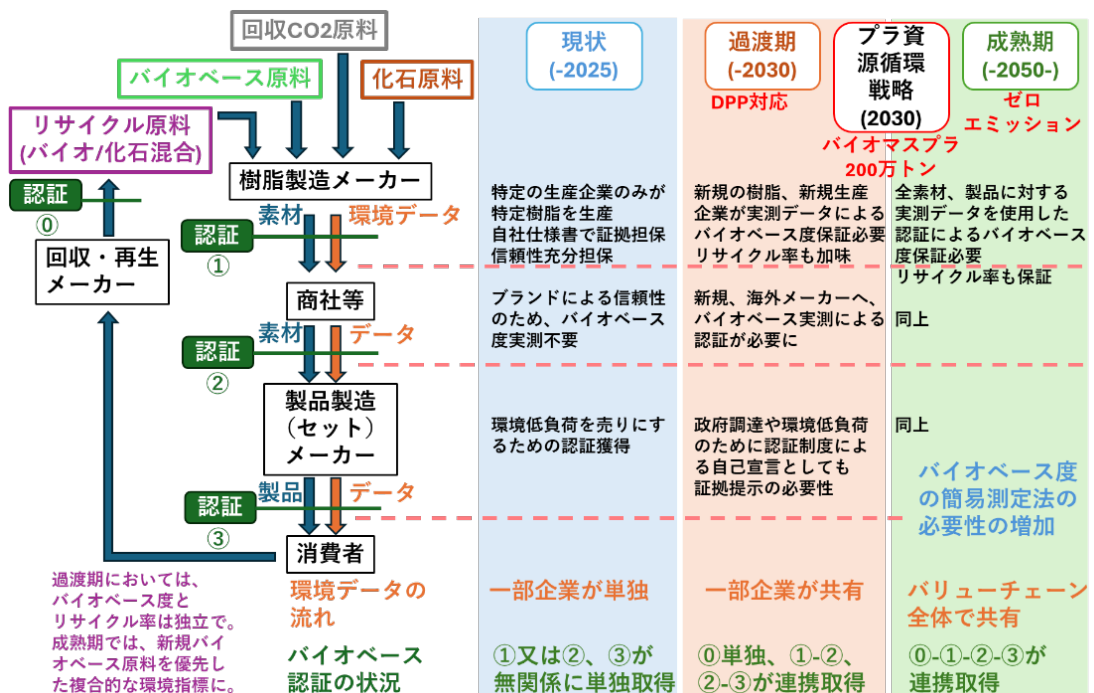 回収CO2原料
バイオベース原料
化石原料
リサイクル原料
(バイオ/化石混合)
樹脂製造メーカー
認証
⓪
素材
環境データ
認証
①
回収・再生
メーカー
商社等
素材
データ
認証
②
製品製造
（セット）
メーカー
製品
データ
認証
③
消費者
過渡期においては、
バイオベース度と
リサイクル率は独立で。
成熟期では、新規バイ
オベース原料を優先し
た複合的な環境指標に。
環境データの
流れ
バイオベース
認証の状況
現状
(-2025)
特定の生産企業のみが
特定樹脂を生産
自社仕様書で証拠担保
信頼性充分担保
ブランドによる信頼性
のため、バイオベース
度実測不要
環境低負荷を売りにす
るための認証獲得
一部企業が単独
①又は②、③が
無関係に単独取得
過渡期
(-2030)
DPP対応
プラ資
源循環
戦略
(2030)
バイオマスプラ
200万トン
新規の樹脂、新規生産
企業が実測データによる
バイオベース度保証必要
リサイクル率も加味
新規、海外メーカーへ、
バイオベース実測による
認証が必要に
政府調達や環境低負荷
のために認証制度によ
る自己宣言としても
証拠提示の必要性
一部企業が共有
⓪単独、①-②、
②-③が連携取得
成熟期
(-2050-)
ゼロ
エミッション
全素材、製品に対する
実測データを使用した
認証によるバイオベース
度保証必要
リサイクル率も保証
同上
同上
バイオベース度
の簡易測定法の
必要性の増加
バリューチェーン
全体で共有
⓪-①-②-③が
連携取得